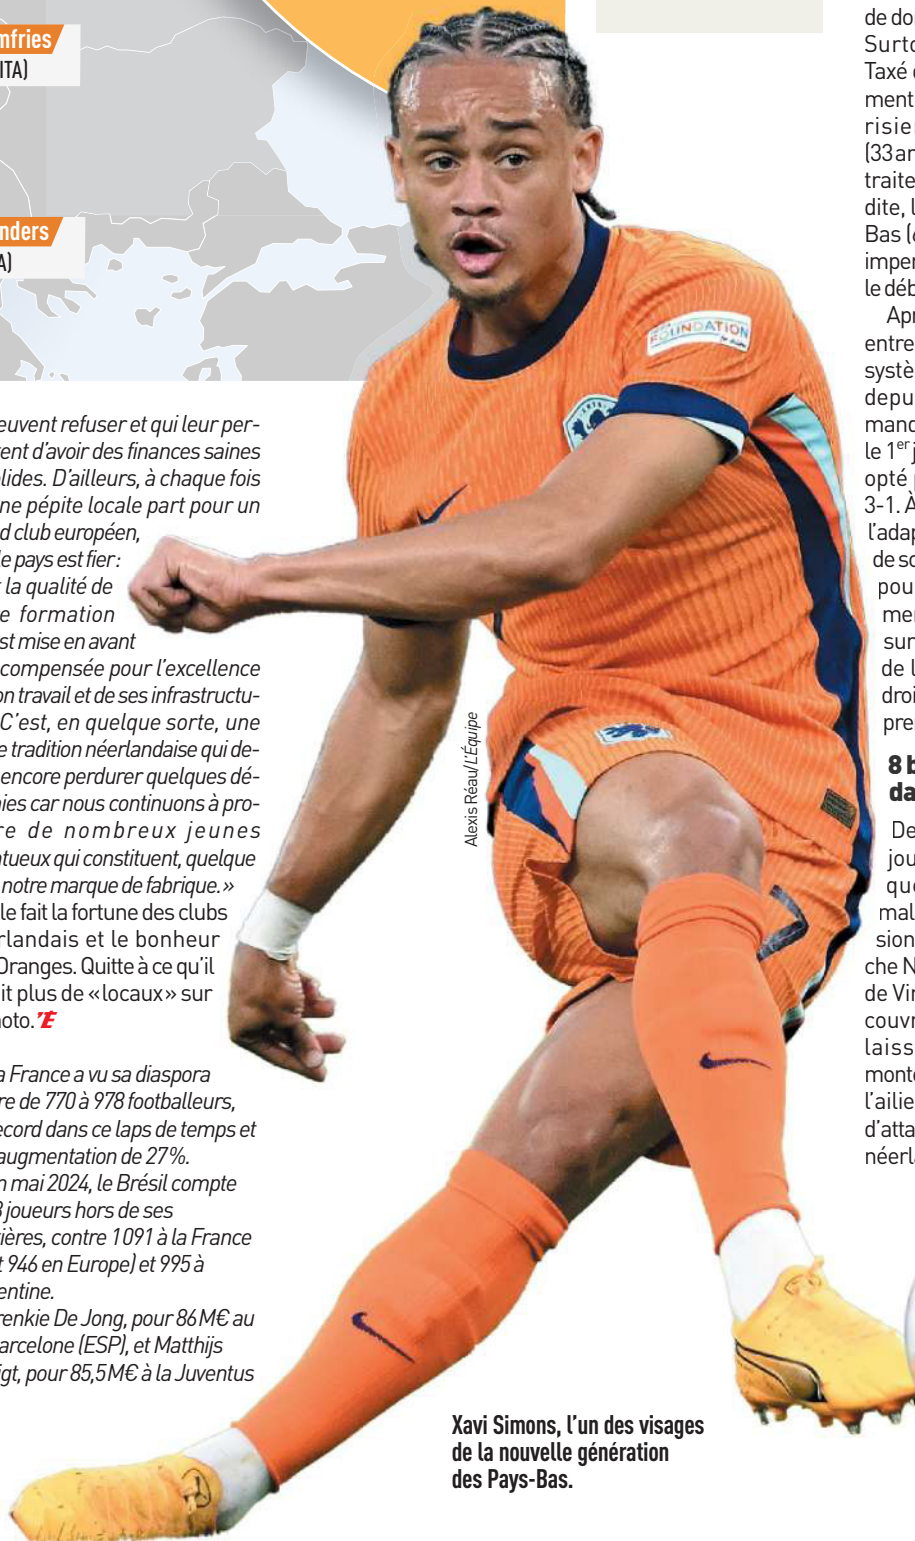 mfries
ITA)
nders
A)
euvent refuser et qui leur per-
ent d'avoir des finances saines
lides. D'ailleurs, à chaque fois
ne pépite locale part pour un
d club européen,
le pays est fier:
la qualité de
e formation
st mise en avant
compensée pour l'excellence
on travail et de ses infrastructu-
C'est, en quelque sorte, une
e tradition néerlandaise qui de-
encore perdurer quelques dé-
ies car nous continuons à pro-
re de nombreux jeunes
ntueux qui constituent, quelque
notre marque de fabrique.»
le fait la fortune des clubs
rlandais et le bonheur
Oranges. Quitte à ce qu'il
it plus de «locaux» sur
hoto. 'É
a France a vu sa diaspora
re de 770 à 978 footballeurs,
ecord dans ce laps de temps et
augmentation de 27%.
n mai 2024, le Brésil compte
8 joueurs hors de ses
ières, contre 1091 à la France
t 946 en Europe) et 995 à
entine.
renkie De Jong, pour 86 M€ au
arcelone (ESP), et Matthijs
igt, pour 85,5 M€ à la Juventus
FOUNDATION
7
Alexis Réau/L'Équipe
Xavi Simons, l'un des visages
de la nouvelle génération
des Pays-Bas.
de dor
Surto
Taxé
ment
risier
(33 an
traite
dite, l
Bas (
imper
le déb
Apr
entre
systè
depu
mand
le 1er j
opté
3-1. À
l'adap
de so
pou
mer
sur
de l
droi
pre
8 b
da
De
jou
que
mal
sion
che N
de Vir
couvr
laiss
monte
l'ailie
d'atta
néerla